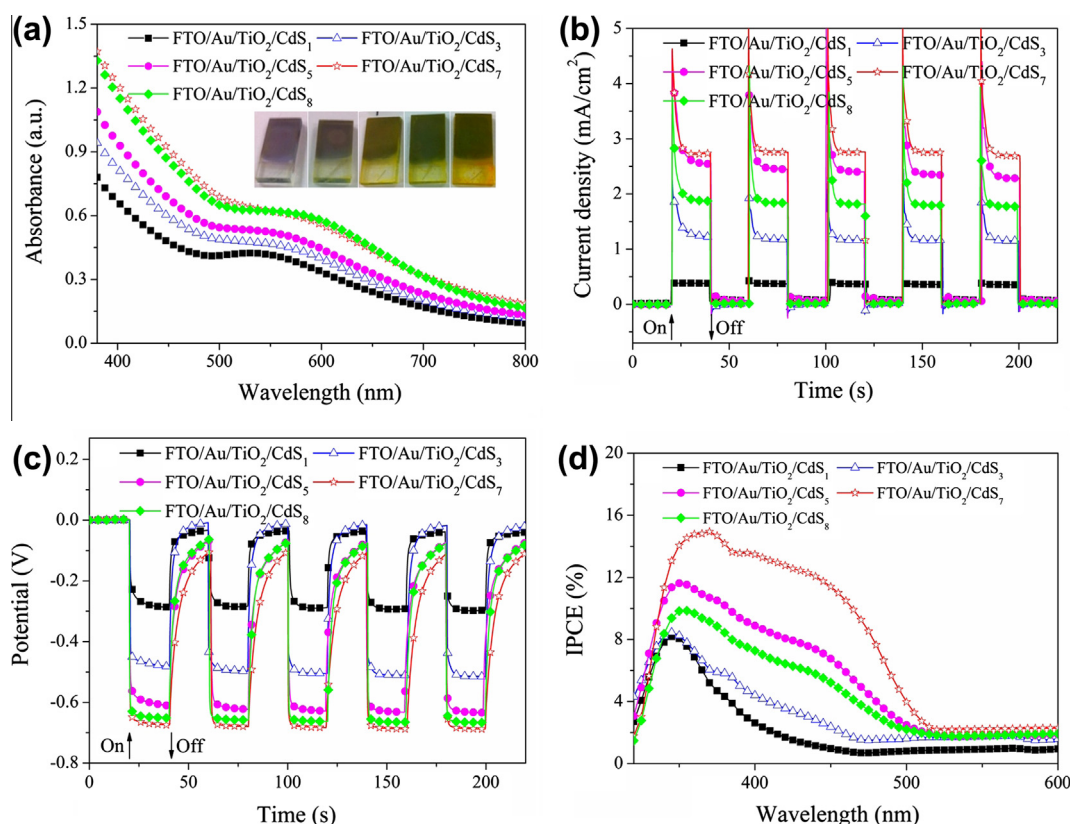 (a)
FTO/Au/TiO2/CdS1 FTO/Au/TiO2/CdS3
FTO/Au/TiO2/CdS5 FTO/Au/TiO2/CdS7
FTO/Au/TiO2/CdS8
Absorbance (a.u.)
1.5
1.2
0.9
0.6
0.3
0.0
400 500 600 700 800
Wavelength (nm)
(b)
FTO/Au/TiO2/CdS1 FTO/Au/TiO2/CdS3
FTO/Au/TiO2/CdS5 FTO/Au/TiO2/CdS7
FTO/Au/TiO2/CdS8
Current density (mA/cm2)
5
4
3
2
1
0
On Off
0 50 100 150 200
Time (s)
(c)
FTO/Au/TiO2/CdS1 FTO/Au/TiO2/CdS3
FTO/Au/TiO2/CdS5 FTO/Au/TiO2/CdS7
FTO/Au/TiO2/CdS8
Potential (V)
0.2
0.0
-0.2
-0.4
-0.6
-0.8
On Off
0 50 100 150 200
Time (s)
(d)
FTO/Au/TiO2/CdS1 FTO/Au/TiO2/CdS3
FTO/Au/TiO2/CdS5 FTO/Au/TiO2/CdS7
FTO/Au/TiO2/CdS8
IPCE (%)
20
16
12
8
4
0
400 500 600
Wavelength (nm)